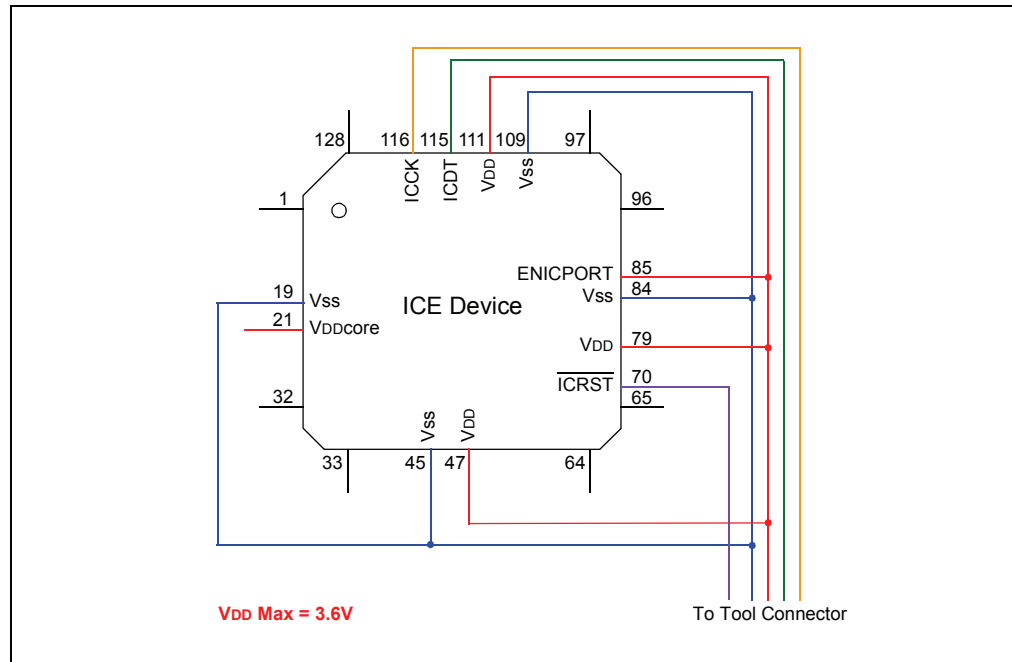 128
116
115
111
109
97
ICCK
ICDT
VDD
Vss
1
96
ENICPORT
85
19
Vss
ICE Device
Vss
84
21
VDDcore
VDD
79
ICRST
70
32
65
Vss
VDD
33
45
47
64
VDD Max = 3.6V
To Tool Connector